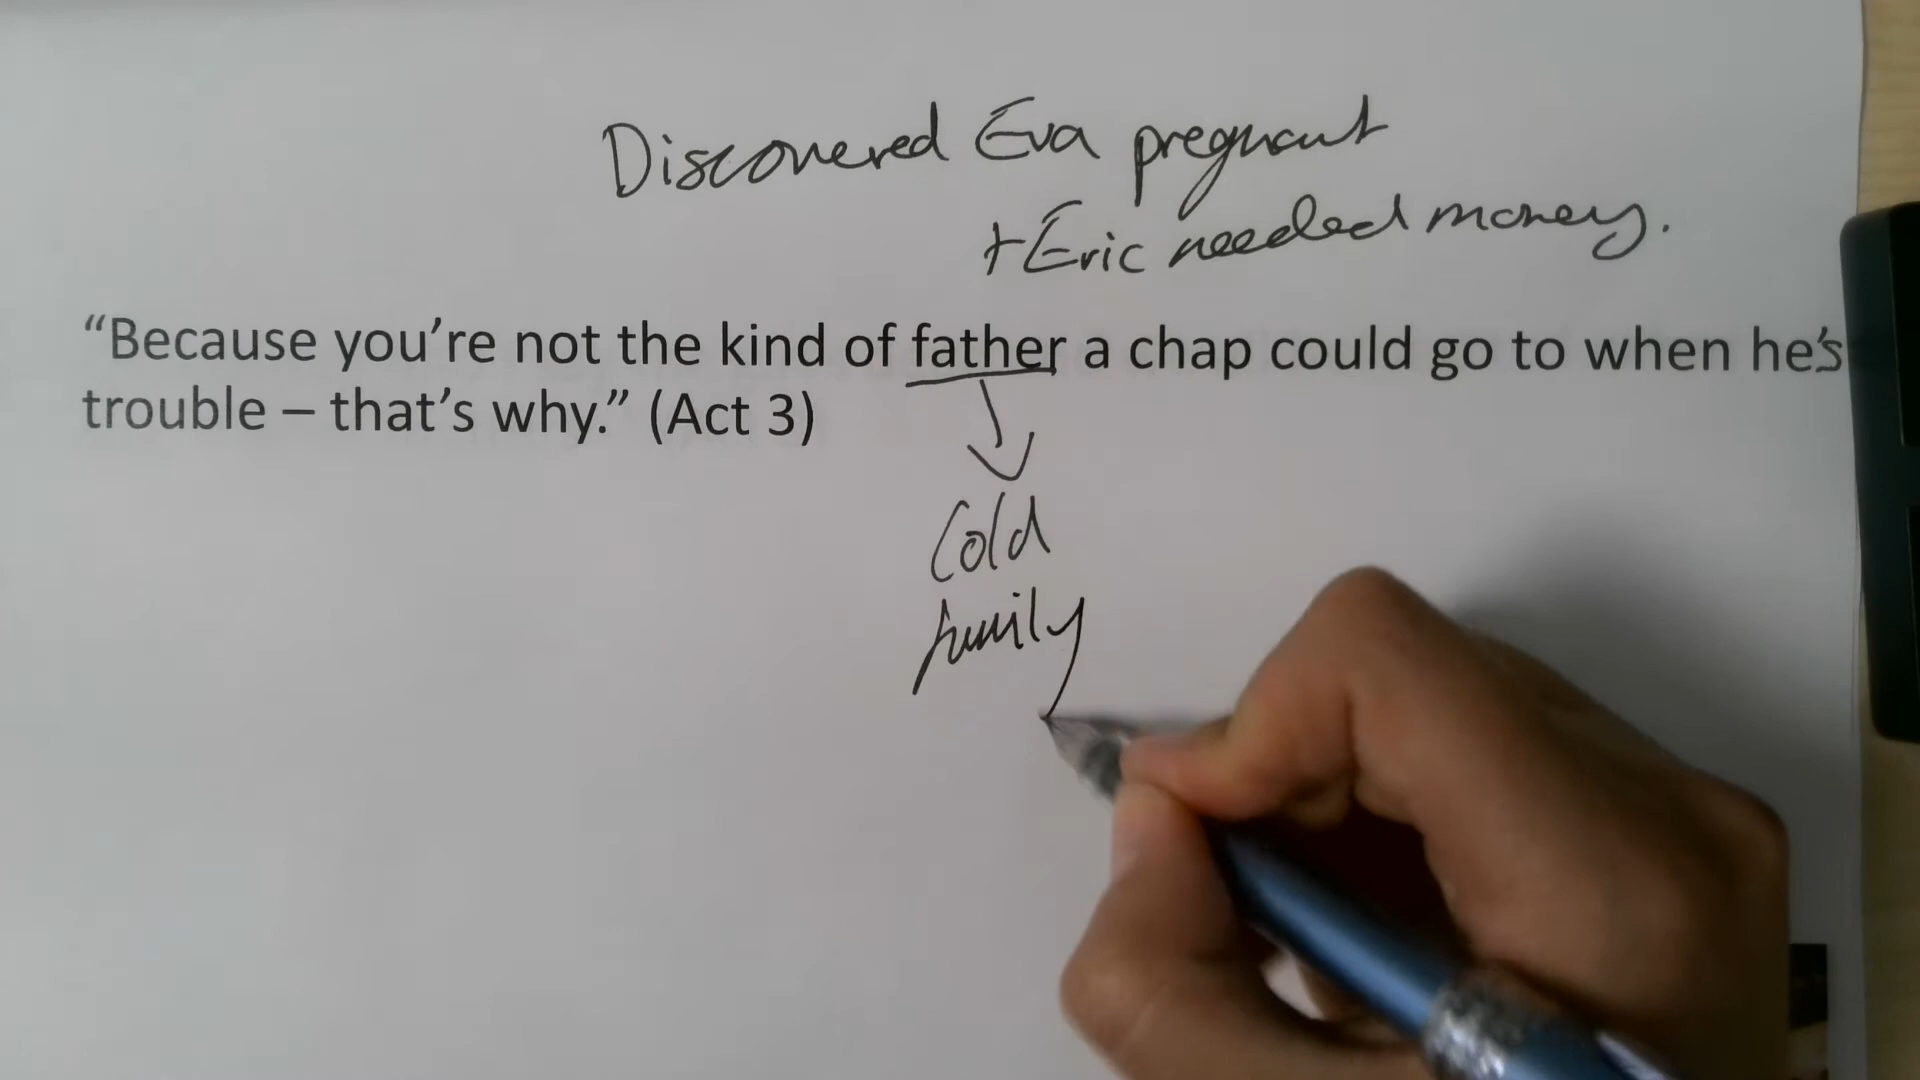 Discovered Eva pregnant
+ Eric needed money.
“Because you’re not the kind of father a chap could go to when he’s
trouble – that’s why.” (Act 3)
Cold
family